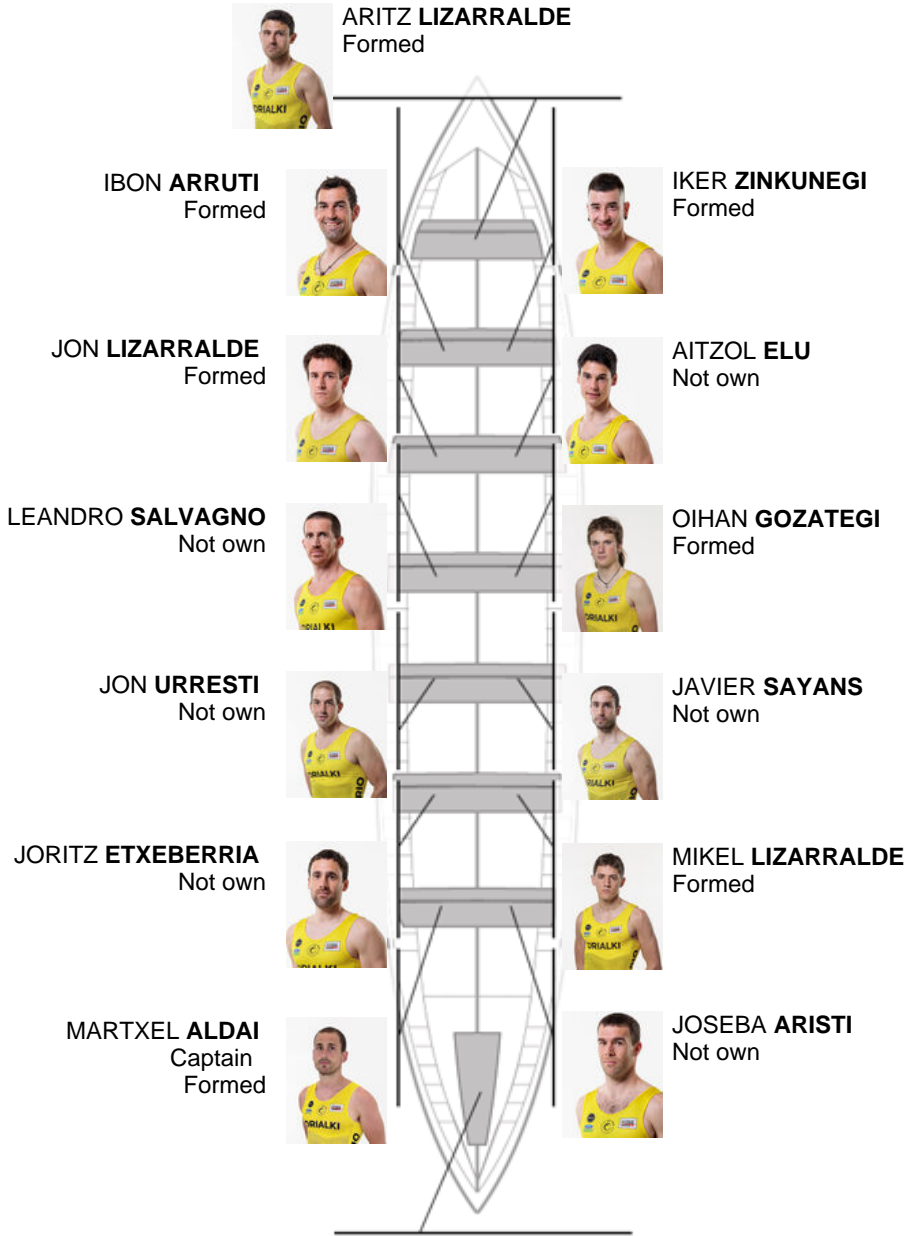 ARITZ LIZARRALDE
Formed
IBON ARRUTI
Formed
IKER ZINKUNEGI
Formed
JON LIZARRALDE
Formed
AITZOL ELU
Not own
LEANDRO SALVAGNO
Not own
OIHAN GOZATEGI
Formed
JON URRESTI
Not own
JAVIER SAYANS
Not own
JORITZ ETXEBERRIA
Not own
MIKEL LIZARRALDE
Formed
MARTXEL ALDAI
Captain
Formed
JOSEBA ARISTI
Not own